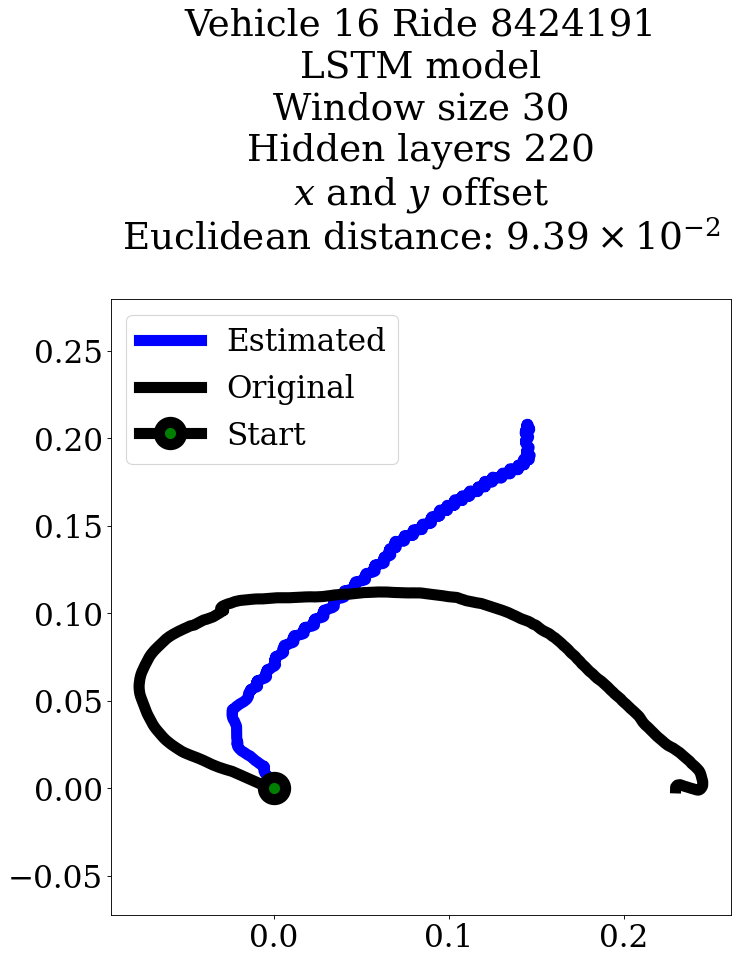 Vehicle 16 Ride 8424191
LSTM model
Window size 30
Hidden layers 220
x and y offset
Euclidean distance: 9.39 × 10⁻²
Estimated
Original
Start
0.25
0.20
0.15
0.10
0.05
0.00
−0.05
0.0 0.1 0.2